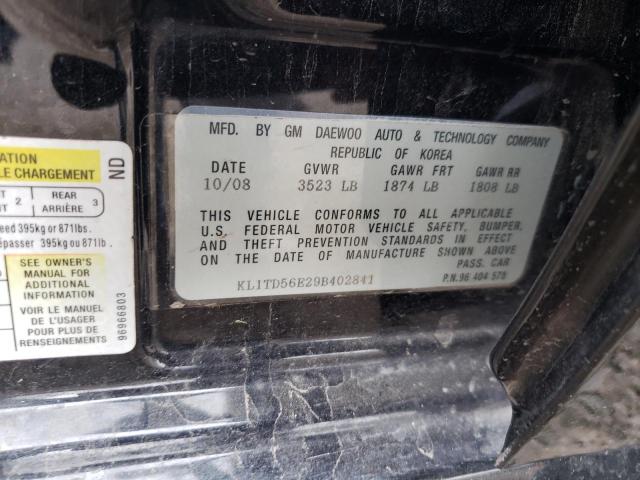 MFD. BY GM DAEWOO AUTO & TECHNOLOGY COMPANY
REPUBLIC OF KOREA
DATE GVWR GAWR FRT GAWR RR
10/08 3523 LB 1874 LB 1808 LB
THIS VEHICLE CONFORMS TO ALL APPLICABLE
U.S. FEDERAL MOTOR VEHICLE SAFETY, BUMPER,
AND THEFT PREVENTION STANDARDS IN EFFECT
ON THE DATE OF MANUFACTURE SHOWN ABOVE
PASS. CAR
KL1TD56E29B402841
P.N.96 404 578
CHARGEMENT
ND
2 REAR 3
ARRIÈRE
395kg or 871lbs.
395kg ou 871lb.
SEE OWNER'S
MANUAL FOR
ADDITIONAL
INFORMATION
VOIR LE MANUEL
DE L'USAGER
POUR PLUS DE
RENSEIGNEMENTS
96966803